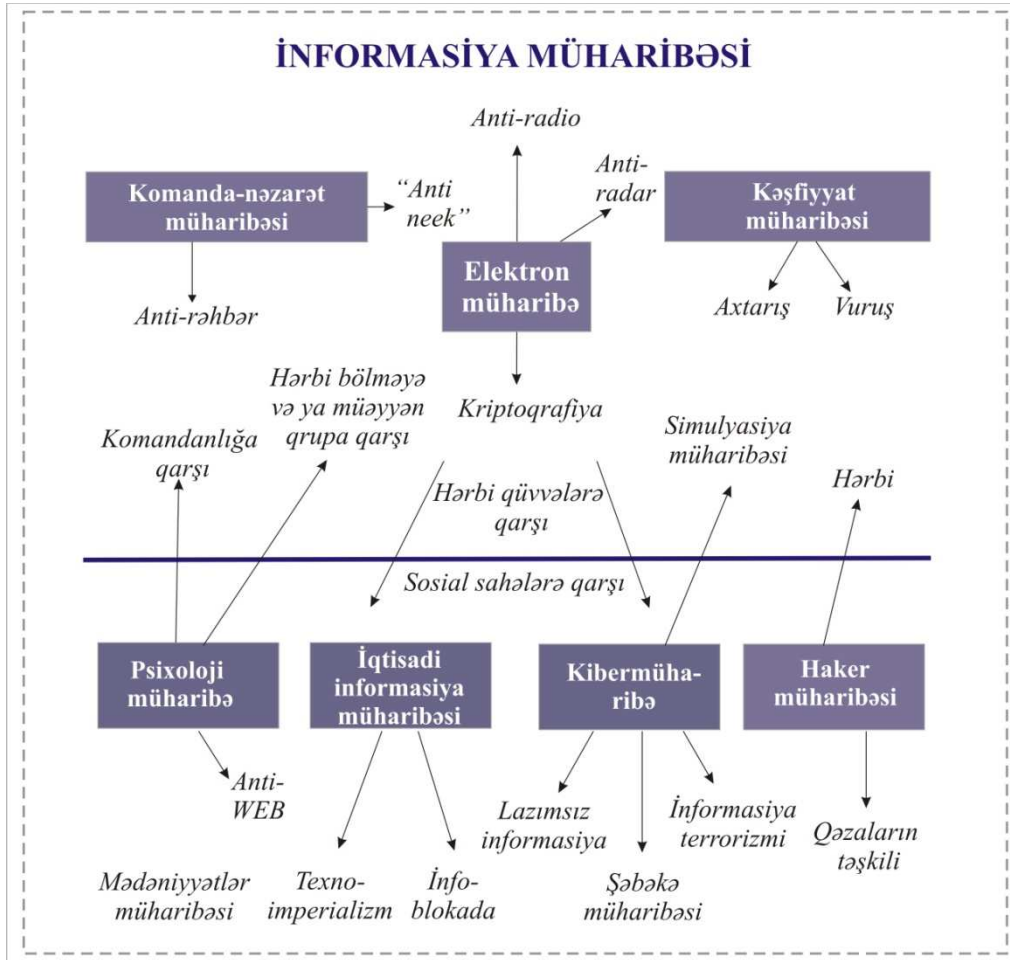 İNFORMASİYA MÜHARİBƏSİ
Anti-radio
Komanda-nəzarət
müharibəsi
“Anti
neek”
Anti-
radar
Kəşfiyyat
müharibəsi
Elektron
müharibə
Anti-rəhbər
Axtarış
Vuruş
Hərbi bölməyə
və ya müəyyən
qrupa qarşı
Kriptoqrafiya
Komandanlığa
qarşı
Simulyasiya
müharibəsi
Hərbi
Hərbi qüvvələrə
qarşı
Sosial sahələrə qarşı
Psixoloji
müharibə
İqtisadi
informasiya
müharibəsi
Kibermüha-
ribə
Haker
müharibəsi
Anti-
WEB
Lazımsız
informasiya
İnformasiya
terrorizmi
Qəzaların
təşkili
Mədəniyyətlər
müharibəsi
Texno-
imperializm
İnfo-
blokada
Şəbəkə
müharibəsi